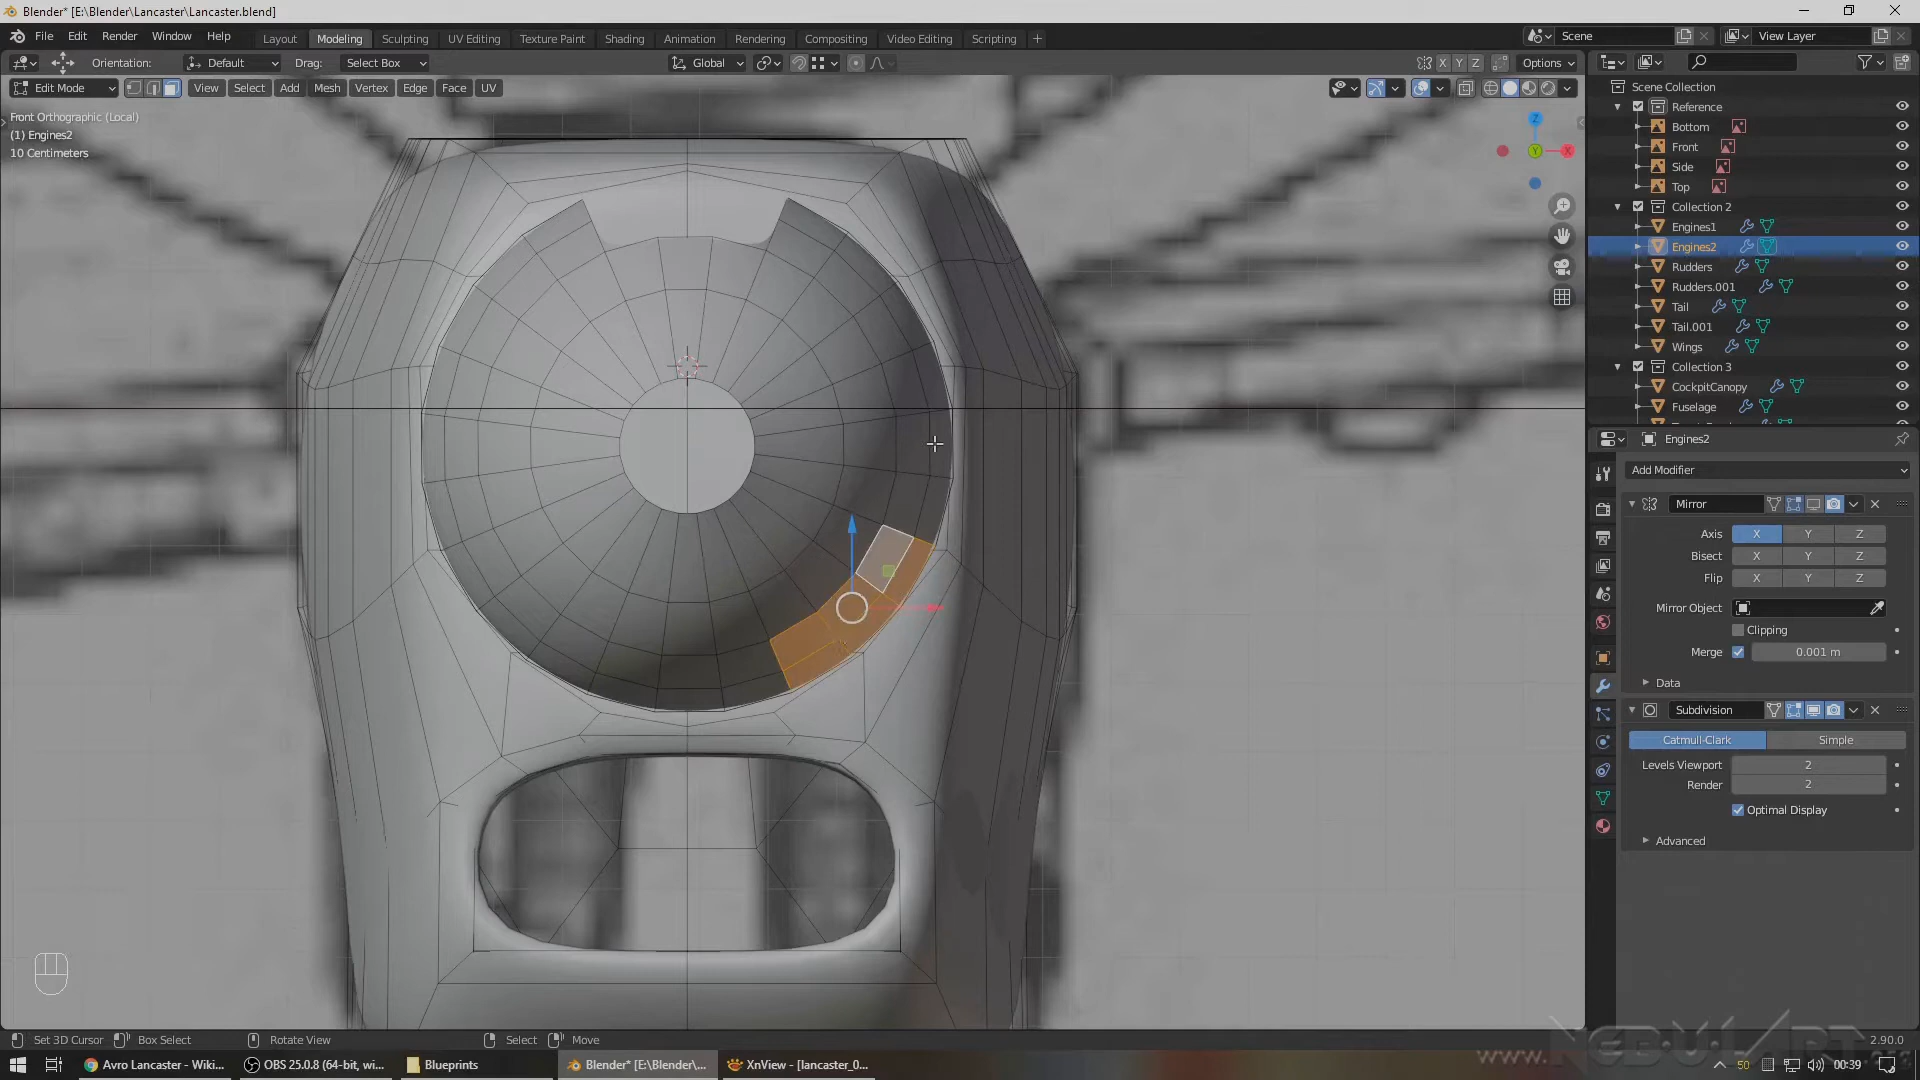 Blender* [E:\Blender\Lancaster\Lancaster.blend]
File Edit Render Window Help
Layout Modeling Sculpting UV Editing Texture Paint Shading Animation Rendering Compositing Video Editing Scripting +
Scene
View Layer
Orientation: Default Drag: Select Box
Global
X Y Z Options
Edit Mode View Select Add Mesh Vertex Edge Face UV
Front Orthographic (Local)
(1) Engines2
10 Centimeters
Z
Y
X
Scene Collection
Reference
Bottom
Front
Side
Top
Collection 2
Engines1
Engines2
Rudders
Rudders.001
Tail
Tail.001
Wings
Collection 3
CockpitCanopy
Fuselage
Engines2
Add Modifier
Mirror
Axis X Y Z
Bisect X Y Z
Flip X Y Z
Mirror Object
Clipping
Merge 0.001 m
Data
Subdivision
Catmull-Clark Simple
Levels Viewport 2
Render 2
Optimal Display
Advanced
Set 3D Cursor Box Select Rotate View Select Move
2.90.0
Avro Lancaster - Wiki...
OBS 25.0.8 (64-bit, wi...
Blueprints
Blender* [E:\Blender\...
XnView - [lancaster_0...
50
00:39